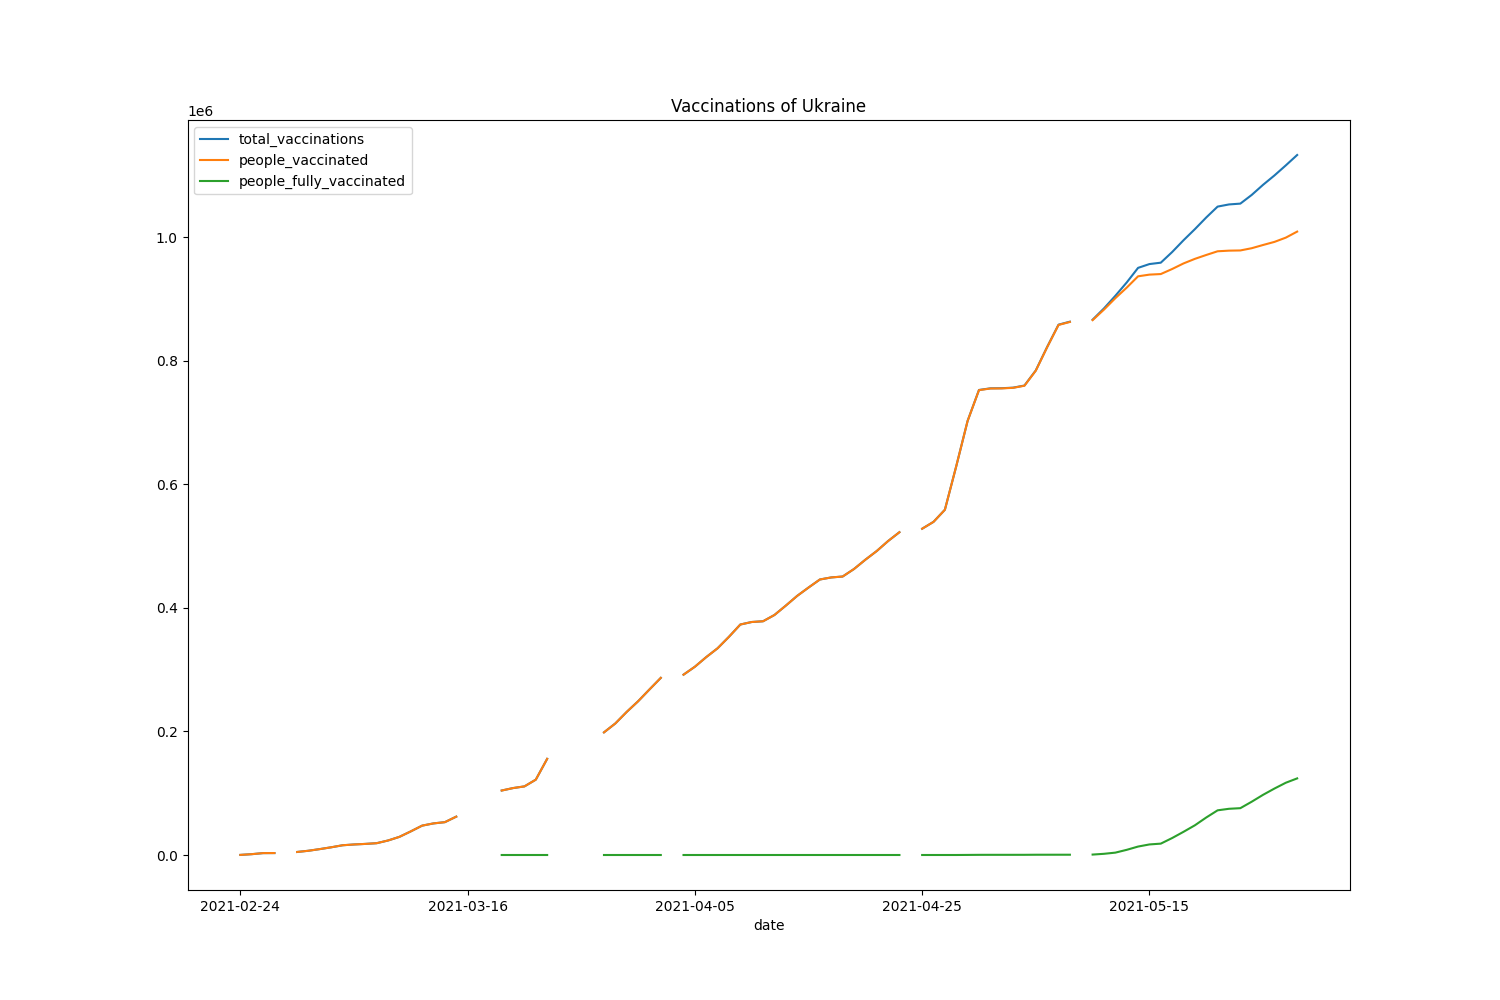 Vaccinations of Ukraine
1e6
total_vaccinations
people_vaccinated
people_fully_vaccinated
1.0
0.8
0.6
0.4
0.2
0.0
2021-02-24 2021-03-16 2021-04-05 2021-04-25 2021-05-15
date